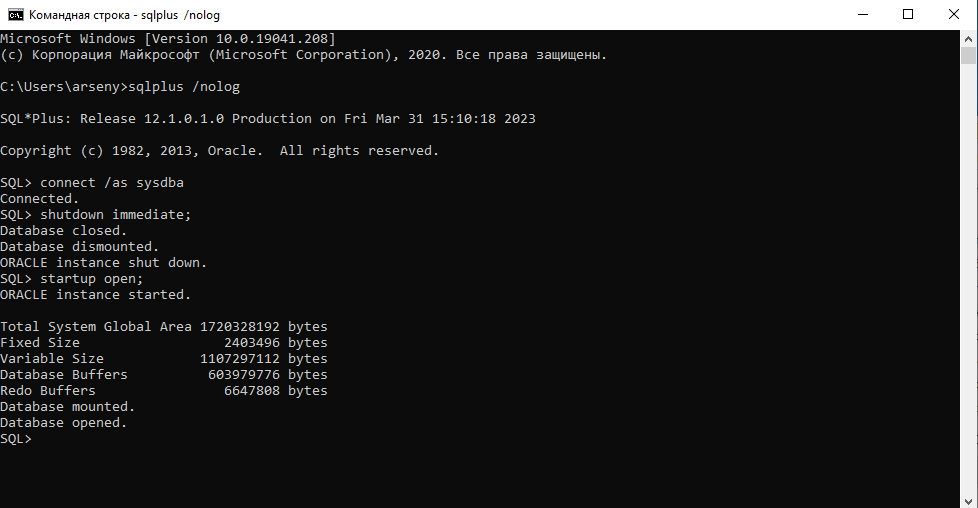 Командная строка - sqlplus /nolog
Microsoft Windows [Version 10.0.19041.208]
(c) Корпорация Майкрософт (Microsoft Corporation), 2020. Все права защищены.
C:\Users\arseny>sqlplus /nolog
SQL*Plus: Release 12.1.0.1.0 Production on Fri Mar 31 15:10:18 2023
Copyright (c) 1982, 2013, Oracle.  All rights reserved.
SQL> connect /as sysdba
Connected.
SQL> shutdown immediate;
Database closed.
Database dismounted.
ORACLE instance shut down.
SQL> startup open;
ORACLE instance started.
Total System Global Area 1720328192 bytes
Fixed Size                  2403496 bytes
Variable Size            1107297112 bytes
Database Buffers          603979776 bytes
Redo Buffers                6647808 bytes
Database mounted.
Database opened.
SQL>